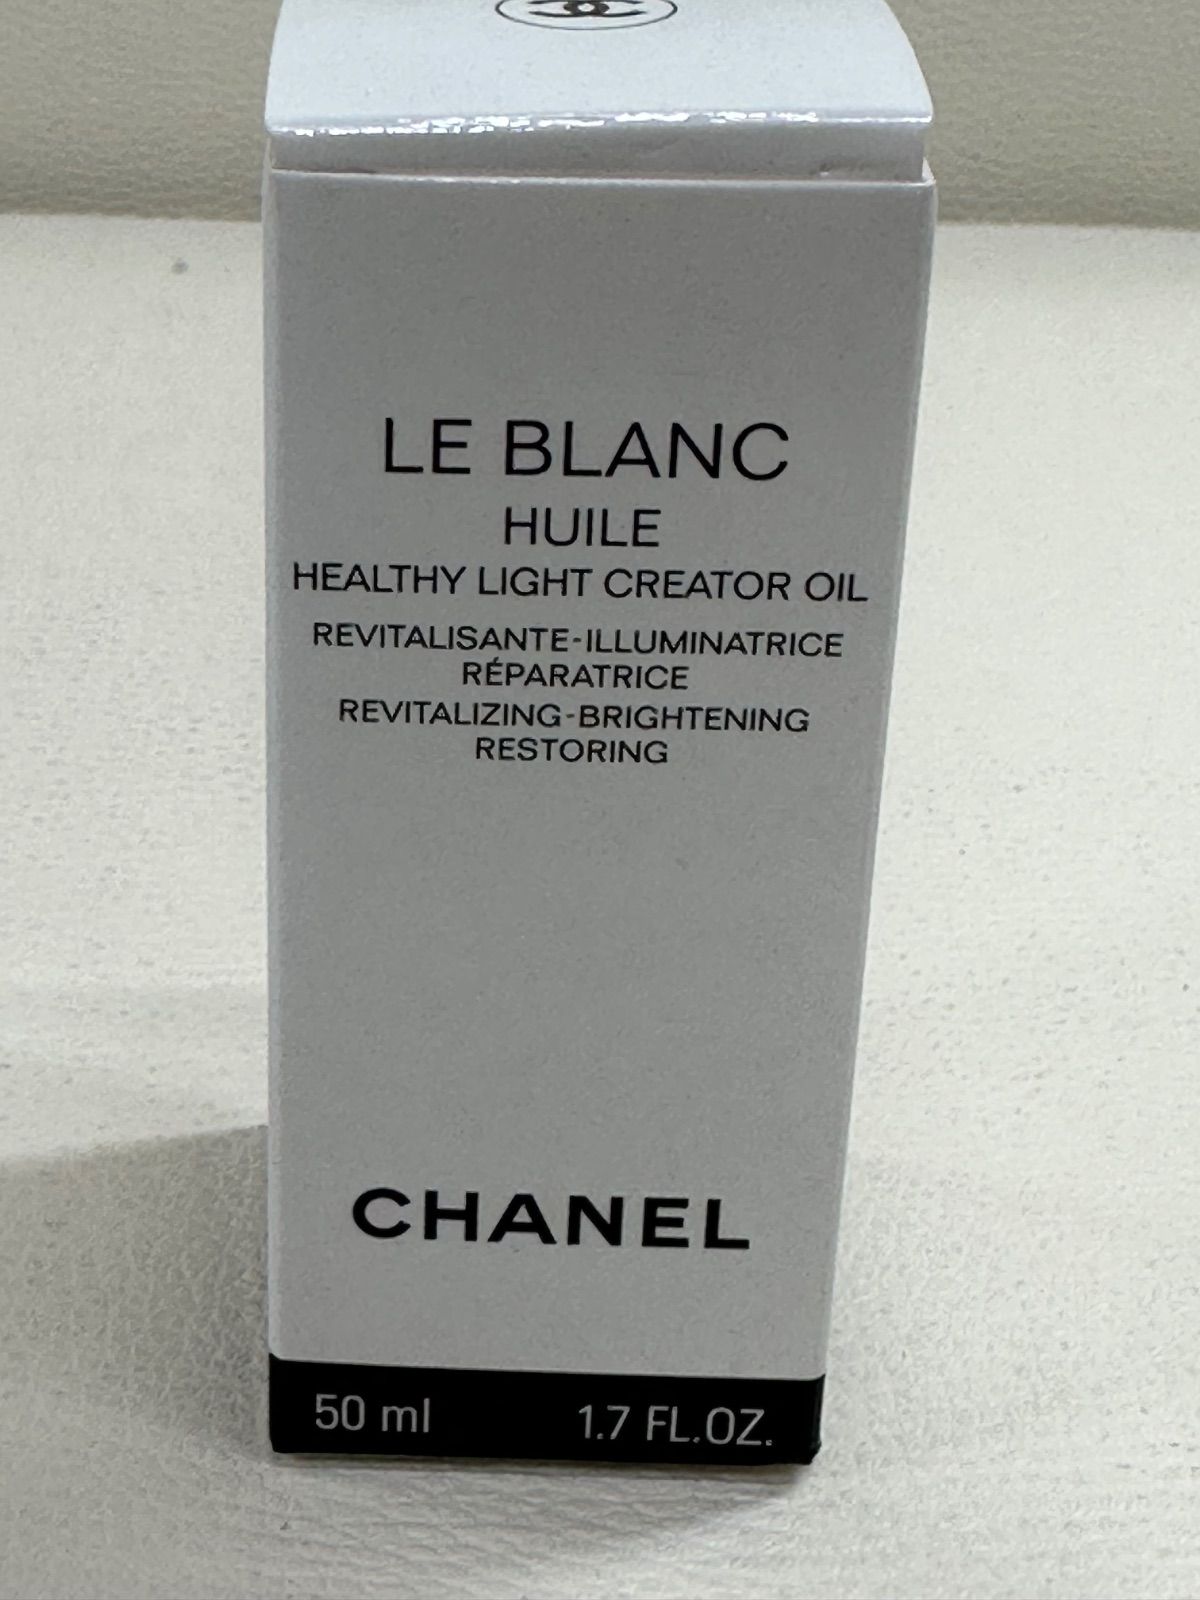 LE BLANC
HUILE
HEALTHY LIGHT CREATOR OIL
REVITALISANTE-ILLUMINATRICE
RÉPARATRICE
REVITALIZING-BRIGHTENING
RESTORING
CHANEL
50 ml 1.7 FL.OZ.